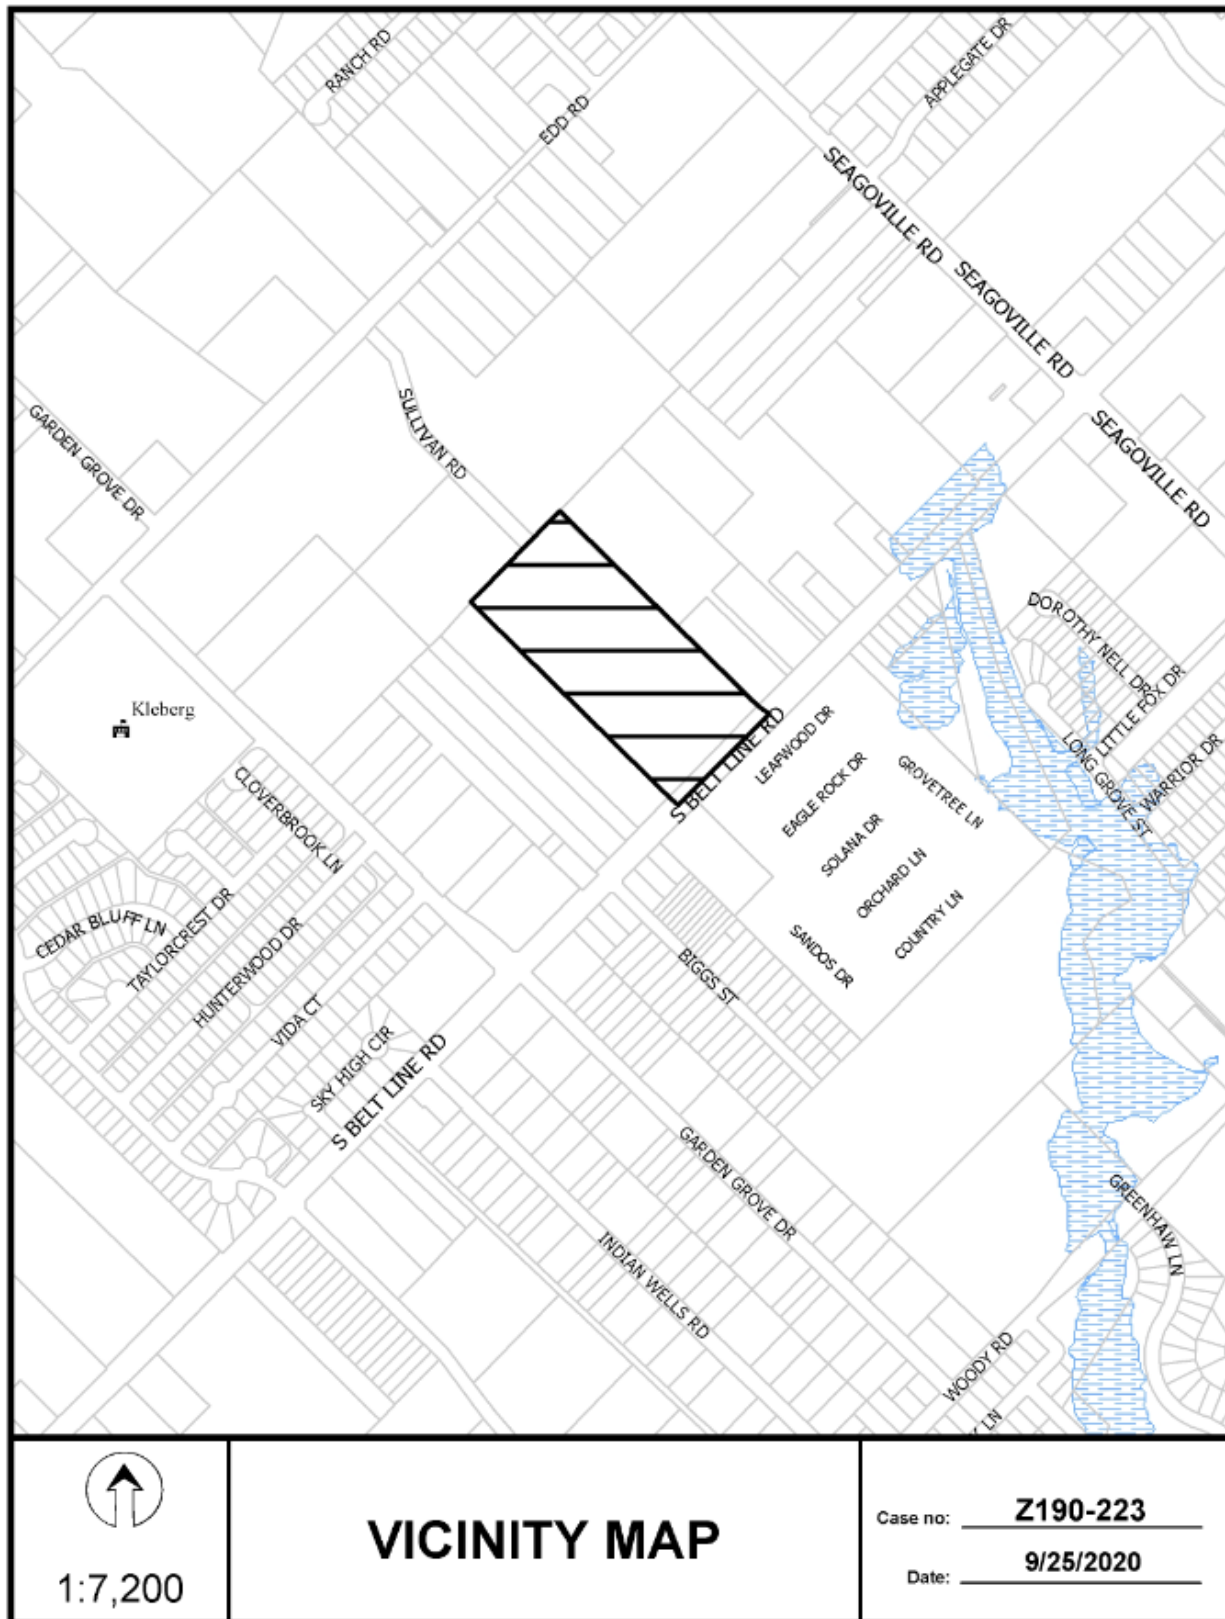 RANCH RD
APPLEGATE DR
EDD RD
SEAGOVILLE RD
SEAGOVILLE RD
SULLIVAN RD
GARDEN GROVE DR
SEAGOVILLE RD
DOROTHY NELL DR
LITTLE FOX DR
Kleberg
S BELT LINE RD
LEAFWOOD DR
LONG GROVE ST
WARRIOR DR
EAGLE ROCK DR
GROVETREE LN
CLOVERBROOK LN
SOLANA DR
ORCHARD LN
CEDAR BLUFF LN
TAYLORCREST DR
COUNTRY LN
HUNTERWOOD DR
SANDOS DR
BIGGS ST
VIDA CT
SKY HIGH CIR
S BELT LINE RD
GARDEN GROVE DR
GREENHAW LN
INDIAN WELLS RD
WOODY RD
LN
1:7,200
VICINITY MAP
Case no: Z190-223
Date: 9/25/2020